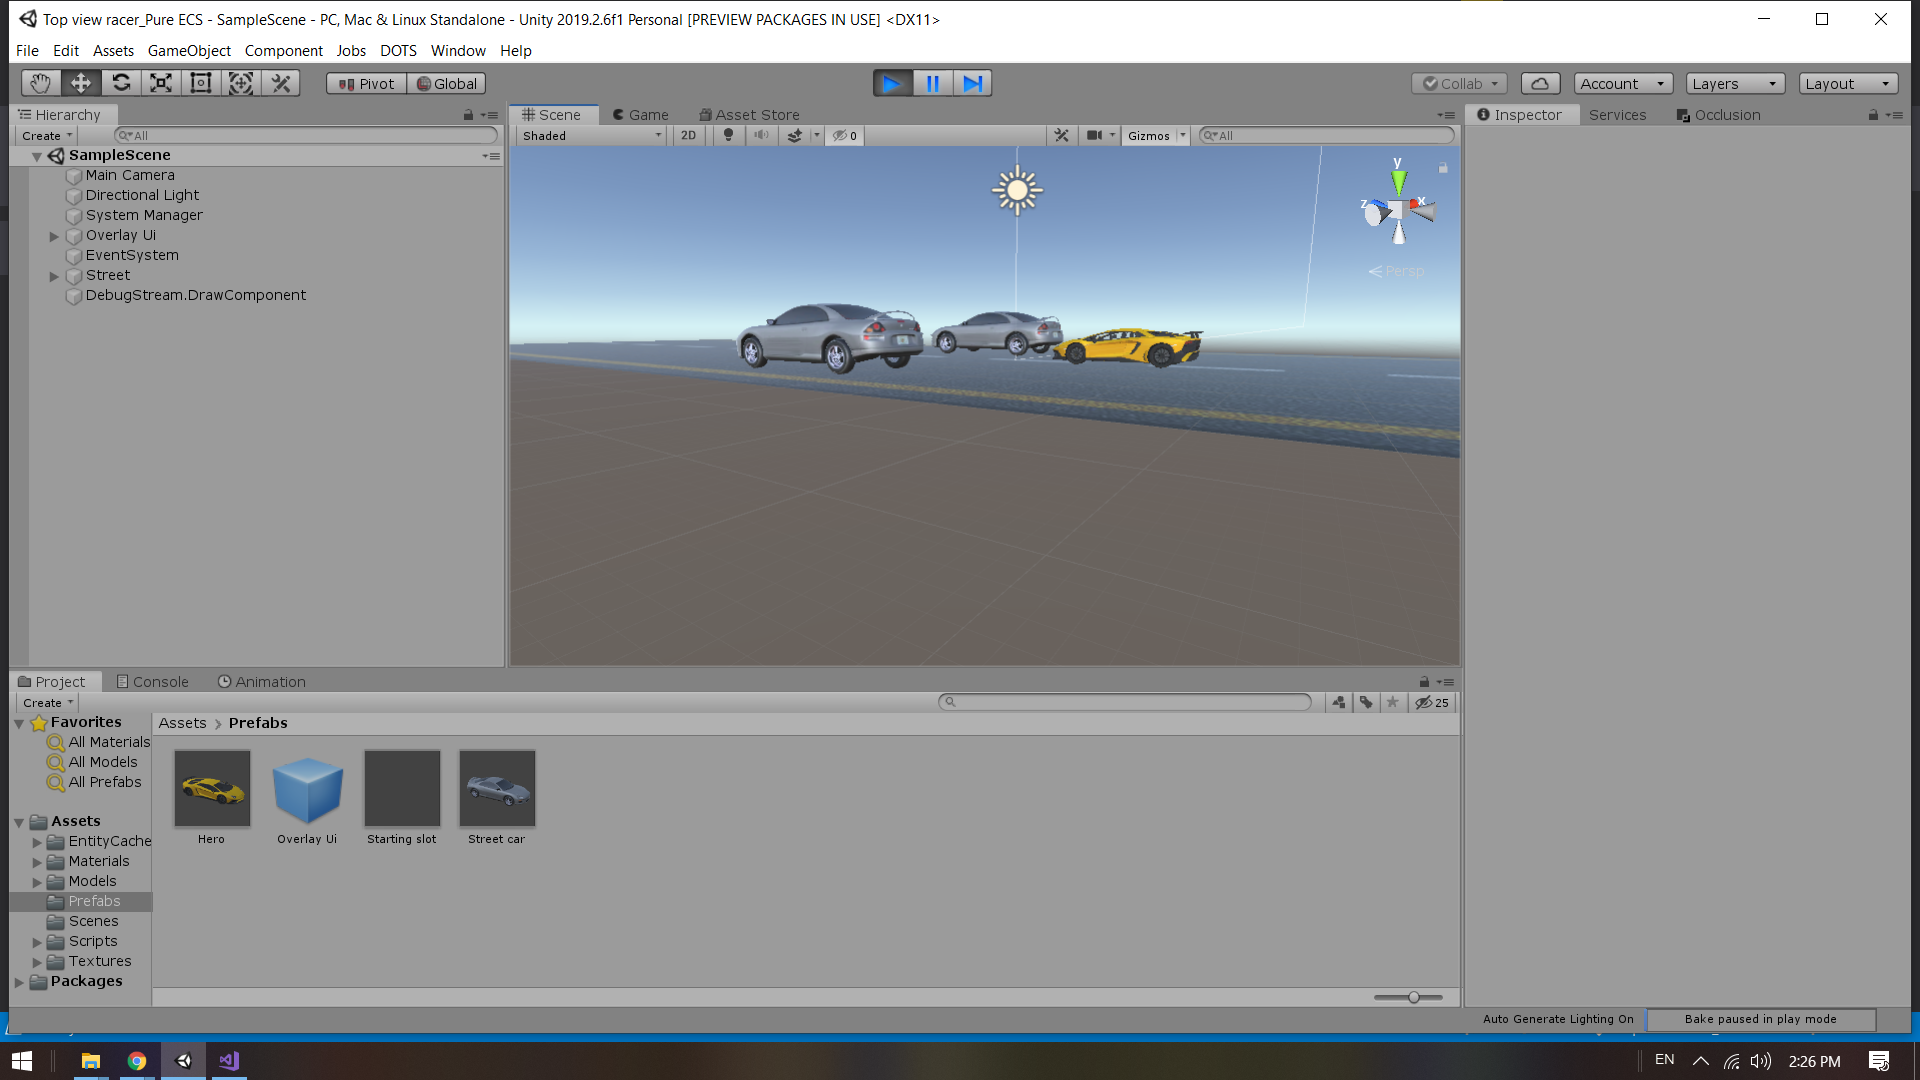 Top view racer_Pure ECS - SampleScene - PC, Mac & Linux Standalone - Unity 2019.2.6f1 Personal [PREVIEW PACKAGES IN USE] <DX11>
File Edit Assets GameObject Component Jobs DOTS Window Help
Pivot Global Collab Account Layers Layout
Hierarchy
Create All
SampleScene
Main Camera
Directional Light
System Manager
Overlay Ui
EventSystem
Street
DebugStream.DrawComponent
Scene Game Asset Store
Shaded 2D 0 Gizmos All
y
z x
Persp
Inspector Services Occlusion
Project Console Animation
Create 25
Favorites
All Materials
All Models
All Prefabs
Assets
EntityCache
Materials
Models
Prefabs
Scenes
Scripts
Textures
Packages
Assets > Prefabs
Hero Overlay Ui Starting slot Street car
Auto Generate Lighting On Bake paused in play mode
EN 2:26 PM